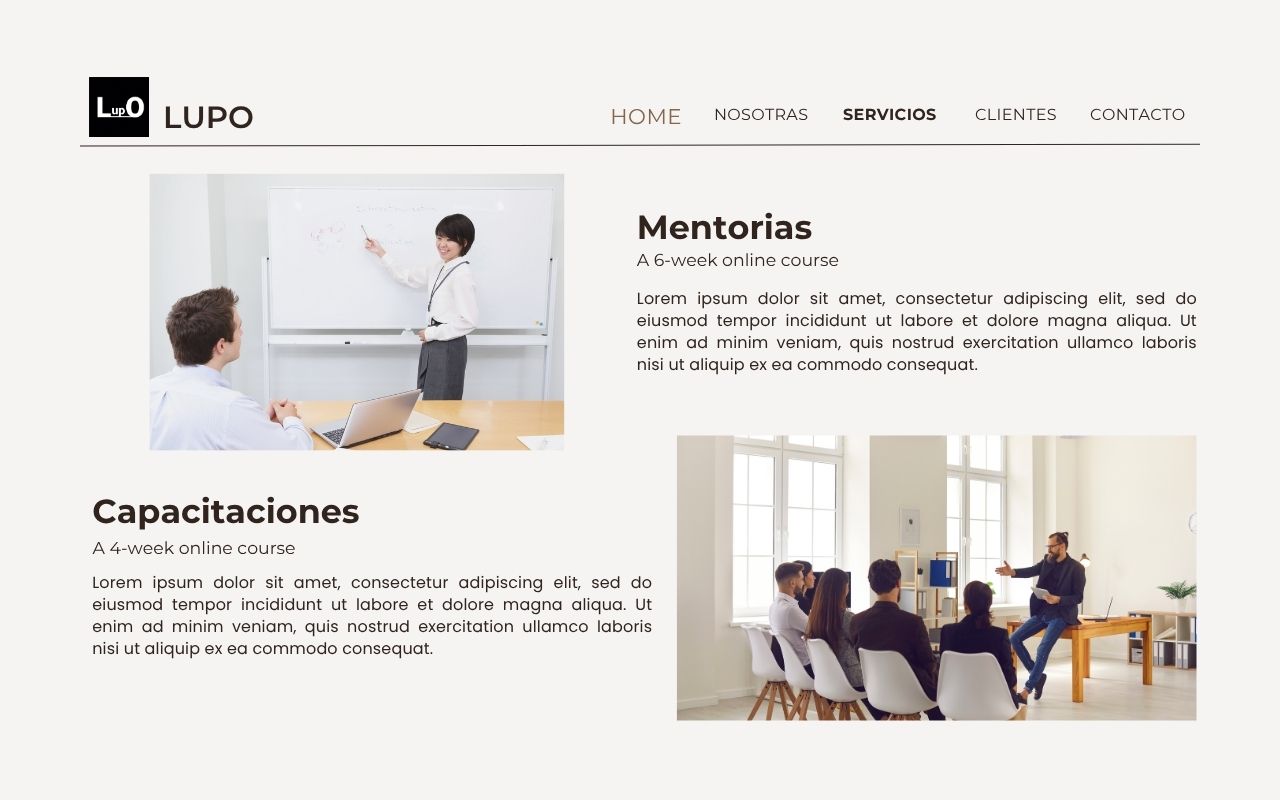 LupO
LUPO
HOME
NOSOTRAS
SERVICIOS
CLIENTES
CONTACTO
Mentorias
A 6-week online course
Lorem ipsum dolor sit amet, consectetur adipiscing elit, sed do
eiusmod tempor incididunt ut labore et dolore magna aliqua. Ut
enim ad minim veniam, quis nostrud exercitation ullamco laboris
nisi ut aliquip ex ea commodo consequat.
Capacitaciones
A 4-week online course
Lorem ipsum dolor sit amet, consectetur adipiscing elit, sed do
eiusmod tempor incididunt ut labore et dolore magna aliqua. Ut
enim ad minim veniam, quis nostrud exercitation ullamco laboris
nisi ut aliquip ex ea commodo consequat.